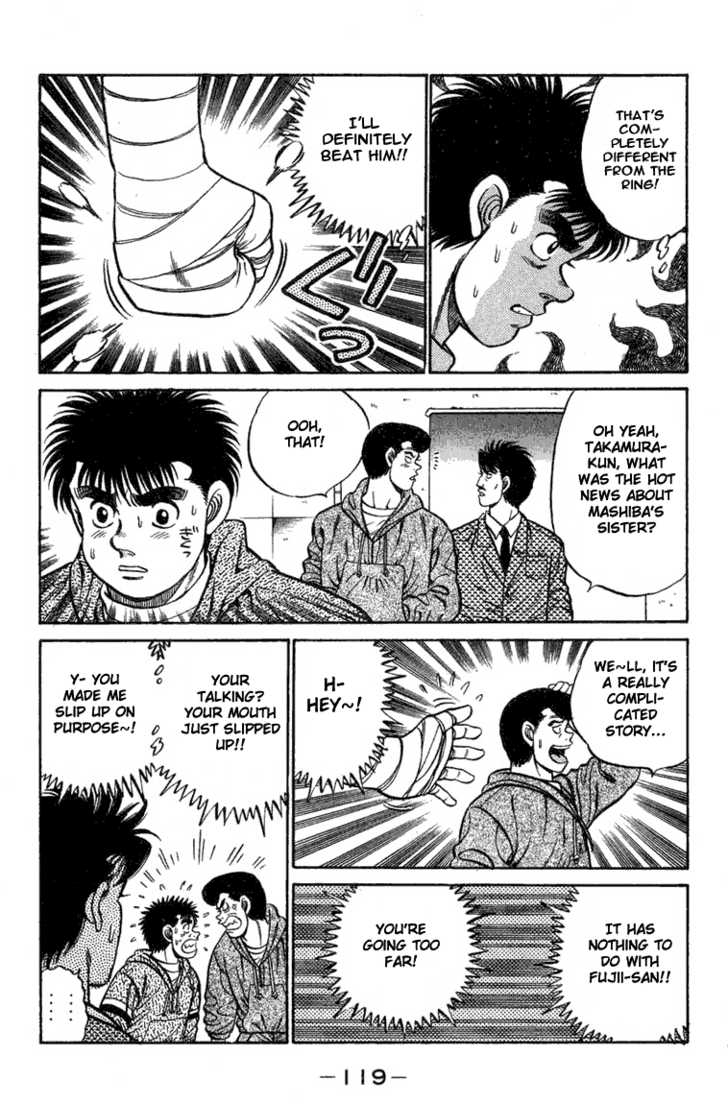 THAT'S
COM-
PLETELY
DIFFERENT
FROM THE
RING!
I'LL
DEFINITELY
BEAT HIM!!
グッ
OH YEAH,
TAKAMURA-
KUN, WHAT
WAS THE HOT
NEWS ABOUT
MASHIBA'S
SISTER?
OOH,
THAT!
WE~LL, IT'S
A REALLY
COMPLI-
CATED
STORY...
H-
HEY~!
IT HAS
NOTHING TO
DO WITH
FUJII-SAN!!
YOU'RE
GOING TOO
FAR!
YOUR
TALKING?
YOUR MOUTH
JUST SLIPPED
UP!!
Y- YOU
MADE ME
SLIP UP ON
PURPOSE~!
-119-